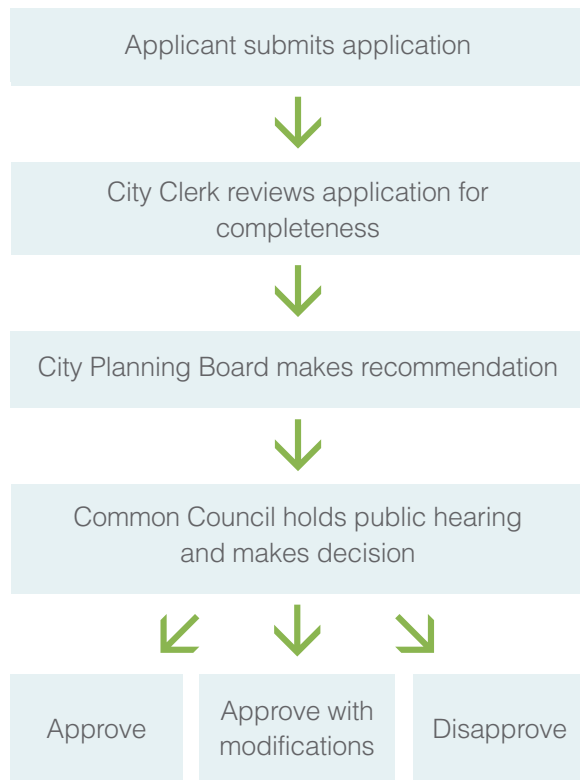 Applicant submits application
City Clerk reviews application for
completeness
City Planning Board makes recommendation
Common Council holds public hearing
and makes decision
Approve
Approve with
modifications
Disapprove